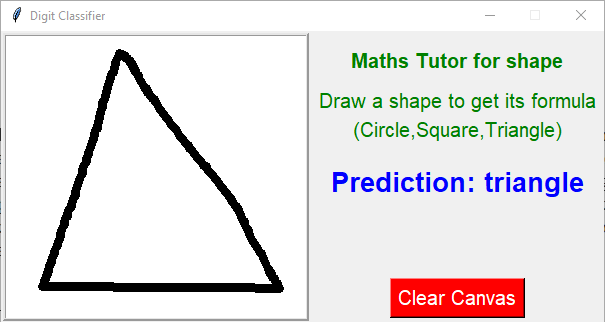 Digit Classifier
Maths Tutor for shape
Draw a shape to get its formula
(Circle,Square,Triangle)
Prediction: triangle
Clear Canvas